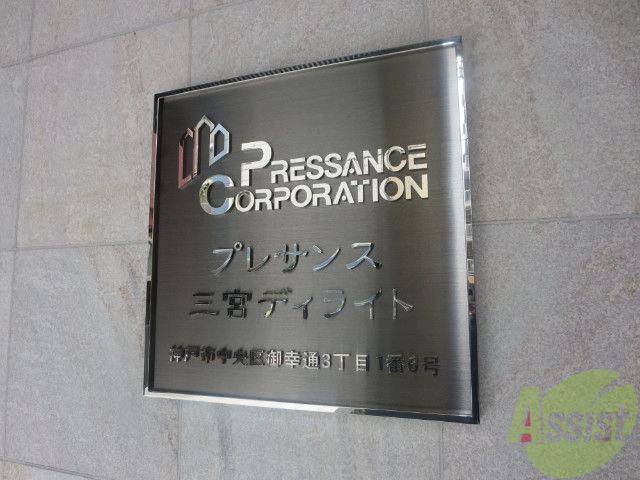 PRESSANCE
CORPORATION
プレサンス
三宮ディライト
神戸市中央区御幸通3丁目1番6号
Assist